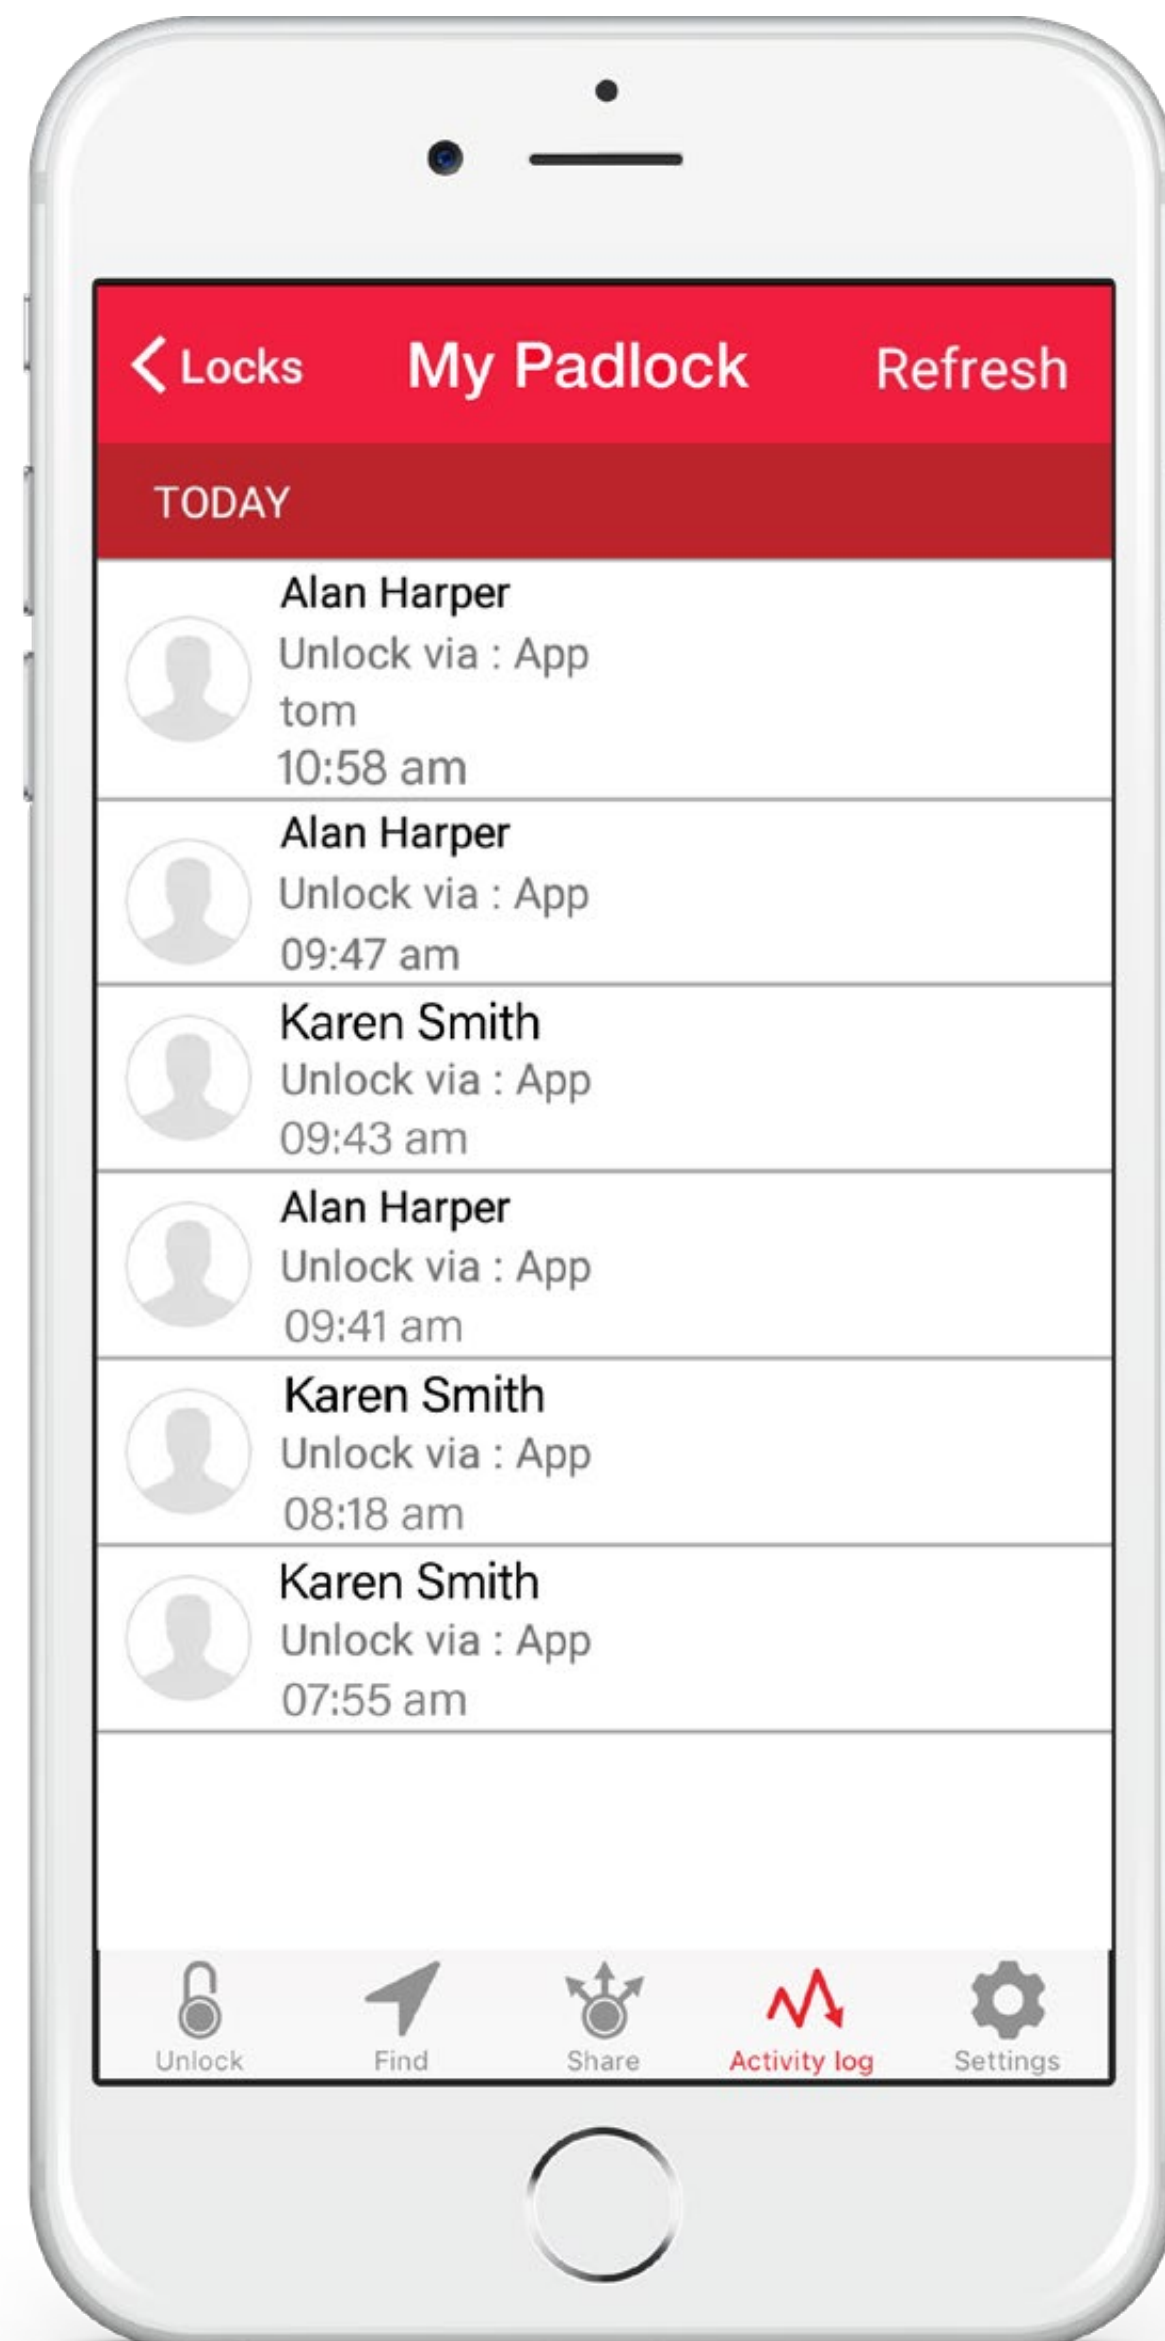 Locks My Padlock Refresh
TODAY
Alan Harper
Unlock via : App
tom
10:58 am
Alan Harper
Unlock via : App
09:47 am
Karen Smith
Unlock via : App
09:43 am
Alan Harper
Unlock via : App
09:41 am
Karen Smith
Unlock via : App
08:18 am
Karen Smith
Unlock via : App
07:55 am
Unlock Find Share Activity log Settings